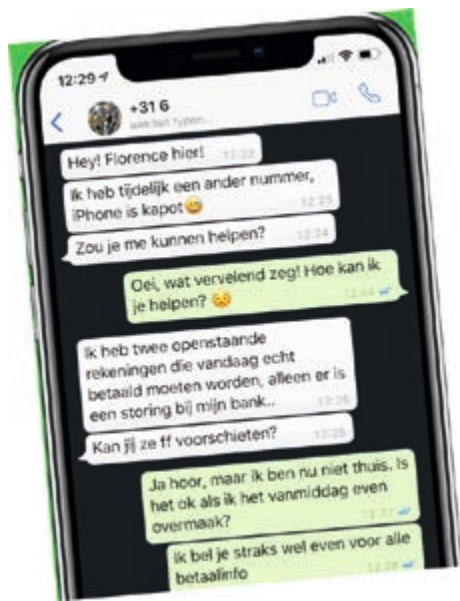 12:29
+31 6
Hey! Florence hier!
12:23
Ik heb tijdelijk een ander nummer,
iPhone is kapot😅
12:23
Zou je me kunnen helpen?
12:24
Oei, wat vervelend zeg! Hoe kan ik
je helpen? 😟
12:24
Ik heb twee openstaande
rekeningen die vandaag echt
betaald moeten worden, alleen er is
een storing bij mijn bank..
Kan jij ze ff voorschieten?
Ja hoor, maar ik ben nu niet thuis. Is
het ok als ik het vanmiddag even
overmaak?
12:27
Ik bel je straks wel even voor alle
betaalinfo
12:28